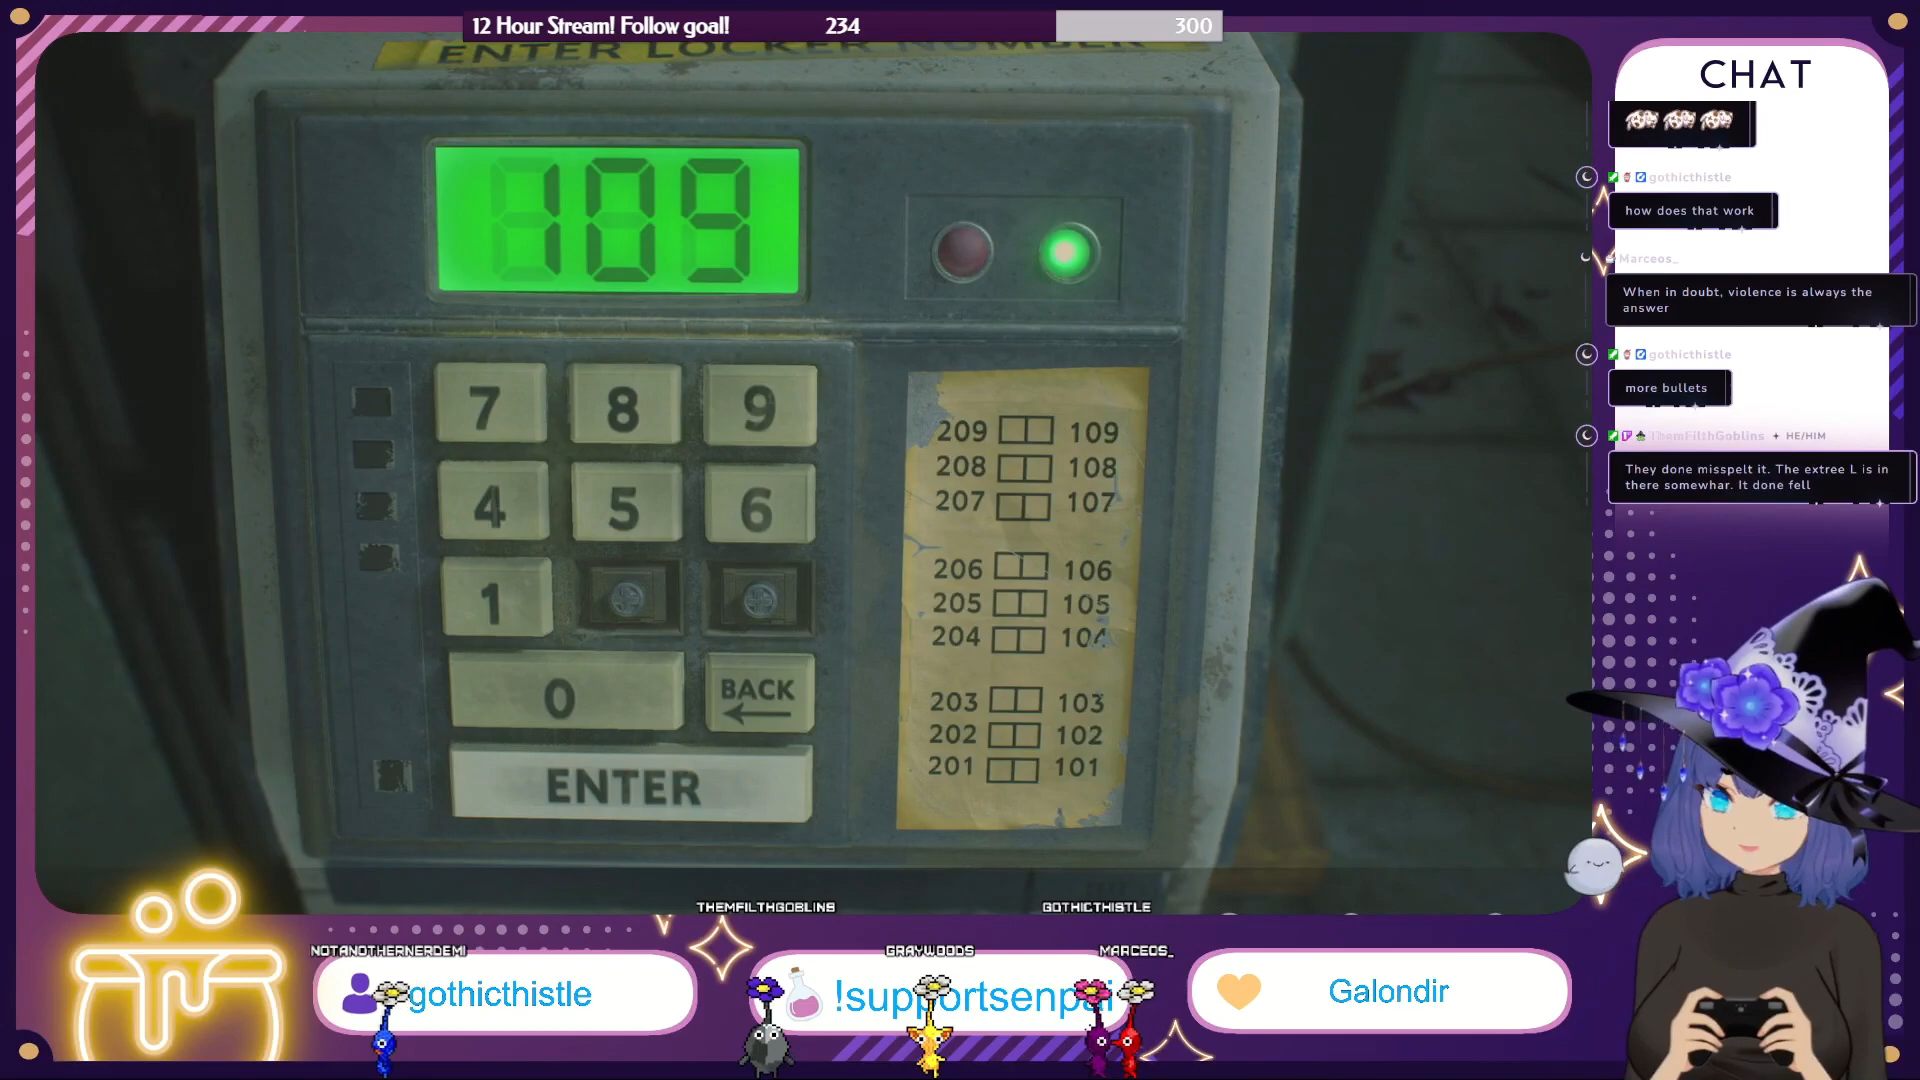 12 Hour Stream! Follow goal! 234 300
ENTER LOCKER NUMBER
109
7 8 9
4 5 6
1
0 BACK
ENTER
209 109
208 108
207 107
206 106
205 105
204 104
203 103
202 102
201 101
CHAT
gothicthistle
how does that work
Marceos_
When in doubt, violence is always the
answer
gothicthistle
more bullets
ThemFilthGoblins HE/HIM
They done misspelt it. The extree L is in
there somewhar. It done fell
THEMFILTHGOBLINS GOTHICTHISTLE
NOTANOTHERNERDEMI GRAYWOODS MARCEOS_
gothicthistle !supportsenpai Galondir